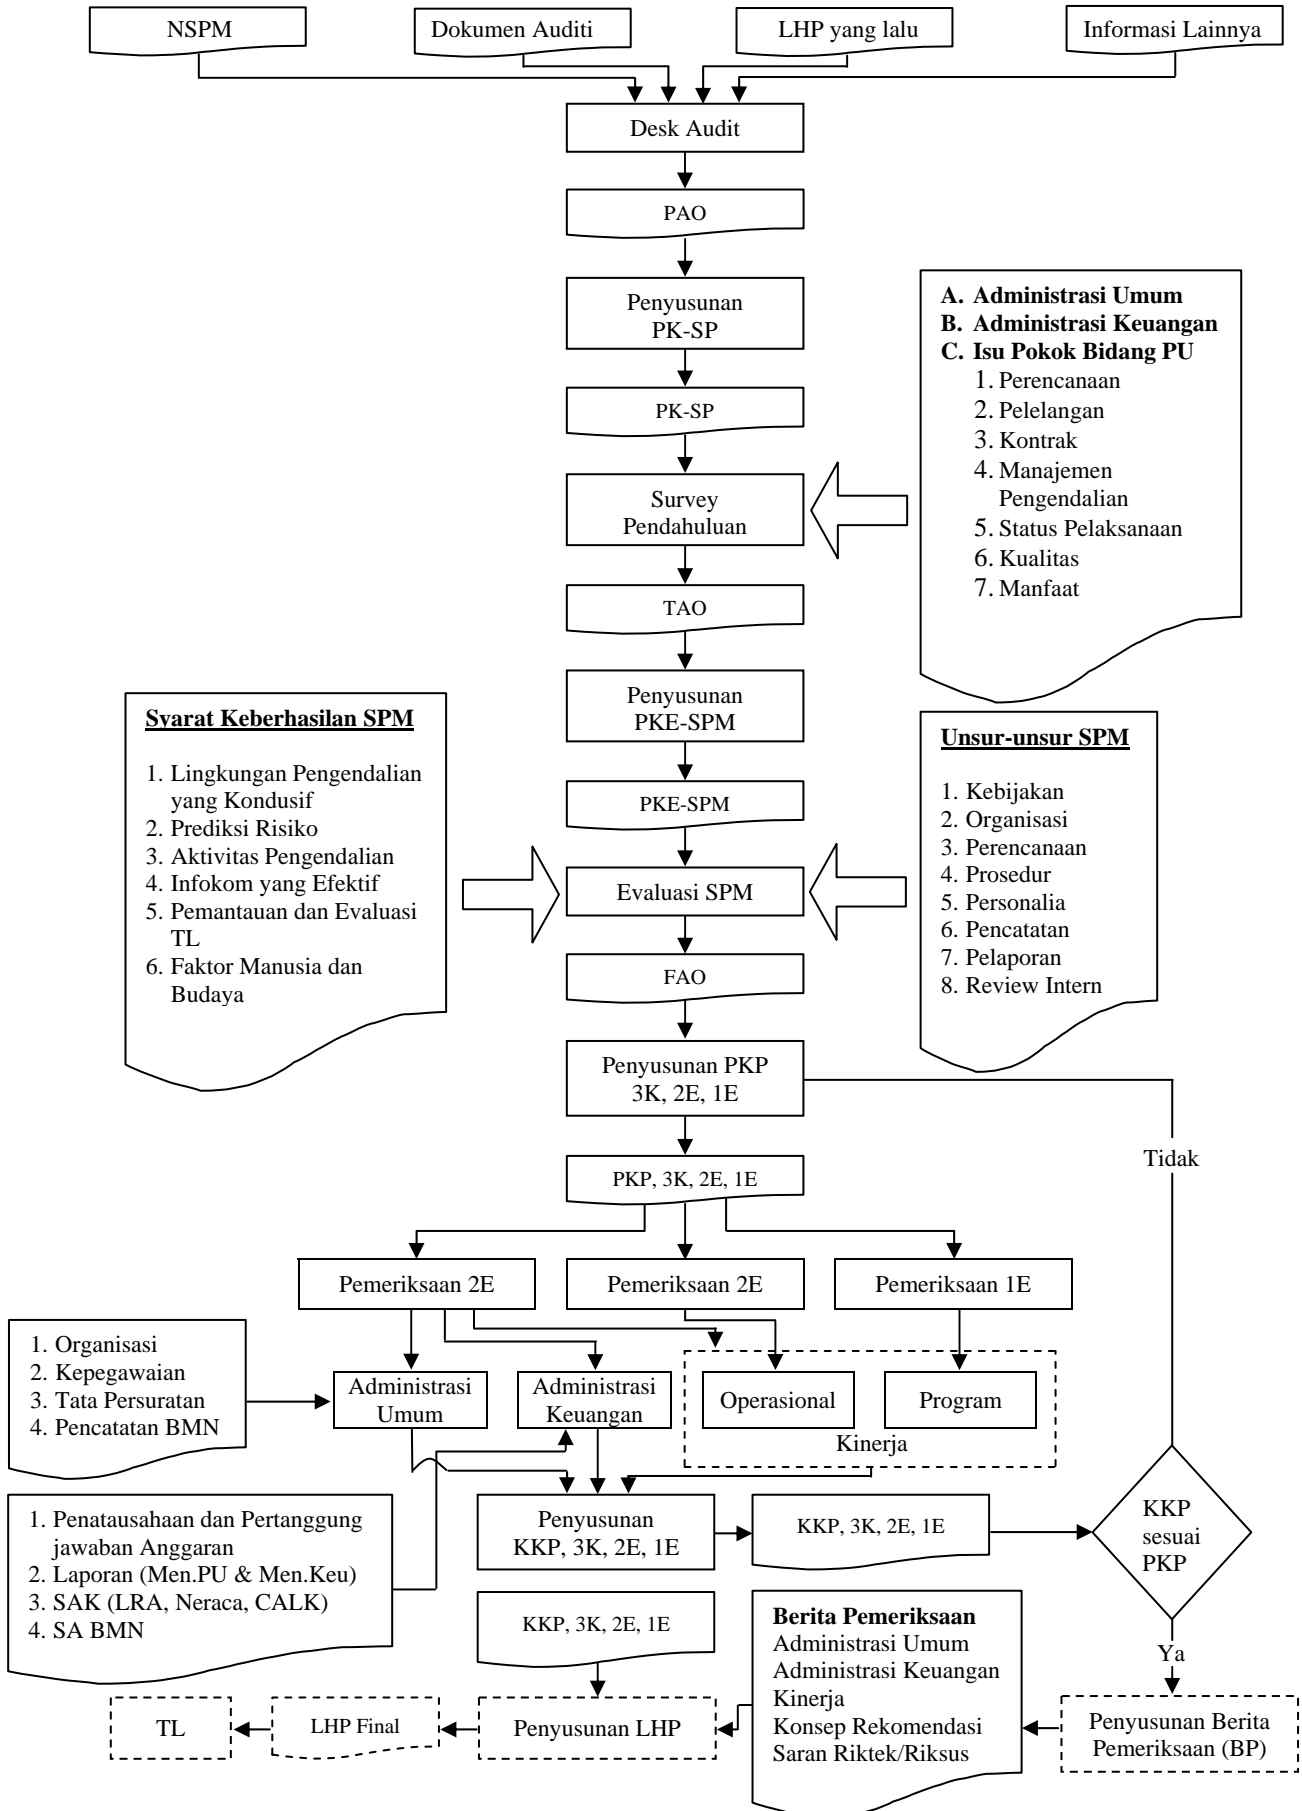 NSPM
Dokumen Auditi
LHP yang lalu
Informasi Lainnya
Desk Audit
PAO
Penyusunan
PK-SP
PK-SP
Survey
Pendahuluan
A. Administrasi Umum
B. Administrasi Keuangan
C. Isu Pokok Bidang PU
1. Perencanaan
2. Pelelangan
3. Kontrak
4. Manajemen
Pengendalian
5. Status Pelaksanaan
6. Kualitas
7. Manfaat
TAO
Penyusunan
PKE-SPM
PKE-SPM
Syarat Keberhasilan SPM
1. Lingkungan Pengendalian
yang Kondusif
2. Prediksi Risiko
3. Aktivitas Pengendalian
4. Infokom yang Efektif
5. Pemantauan dan Evaluasi
TL
6. Faktor Manusia dan
Budaya
Evaluasi SPM
Unsur-unsur SPM
1. Kebijakan
2. Organisasi
3. Perencanaan
4. Prosedur
5. Personalia
6. Pencatatan
7. Pelaporan
8. Review Intern
FAO
Penyusunan PKP
3K, 2E, 1E
Tidak
PKP, 3K, 2E, 1E
Pemeriksaan 2E
Pemeriksaan 2E
Pemeriksaan 1E
1. Organisasi
2. Kepegawaian
3. Tata Persuratan
4. Pencatatan BMN
Administrasi
Umum
Administrasi
Keuangan
Operasional
Program
Kinerja
1. Penatausahaan dan Pertanggung
jawaban Anggaran
2. Laporan (Men.PU & Men.Keu)
3. SAK (LRA, Neraca, CALK)
4. SA BMN
Penyusunan
KKP, 3K, 2E, 1E
KKP, 3K, 2E, 1E
KKP
sesuai
PKP
Ya
KKP, 3K, 2E, 1E
Berita Pemeriksaan
Administrasi Umum
Administrasi Keuangan
Kinerja
Konsep Rekomendasi
Saran Riktek/Riksus
TL
LHP Final
Penyusunan LHP
Penyusunan Berita
Pemeriksaan (BP)